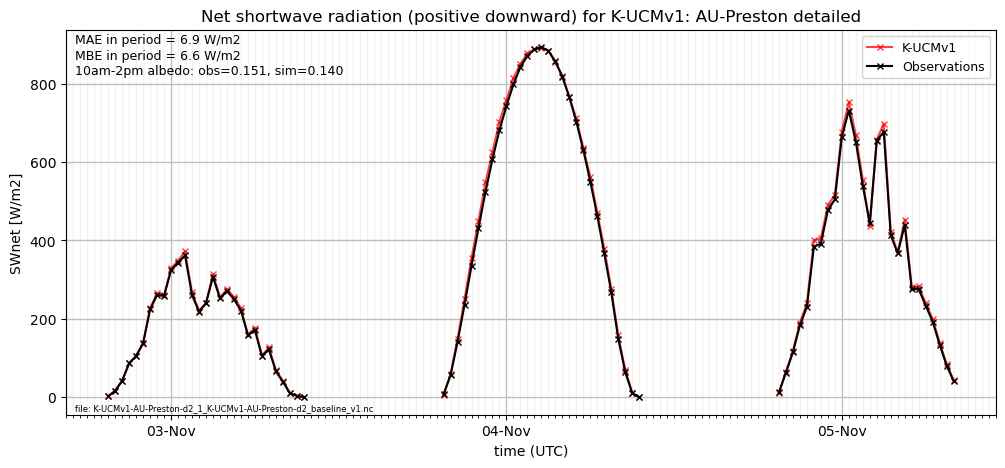 Net shortwave radiation (positive downward) for K-UCMv1: AU-Preston detailed
MAE in period = 6.9 W/m2
MBE in period = 6.6 W/m2
10am-2pm albedo: obs=0.151, sim=0.140
K-UCMv1
Observations
SWnet [W/m2]
800
600
400
200
0
file: K-UCMv1-AU-Preston-d2_1_K-UCMv1-AU-Preston-d2_baseline_v1.nc
03-Nov
04-Nov
05-Nov
time (UTC)